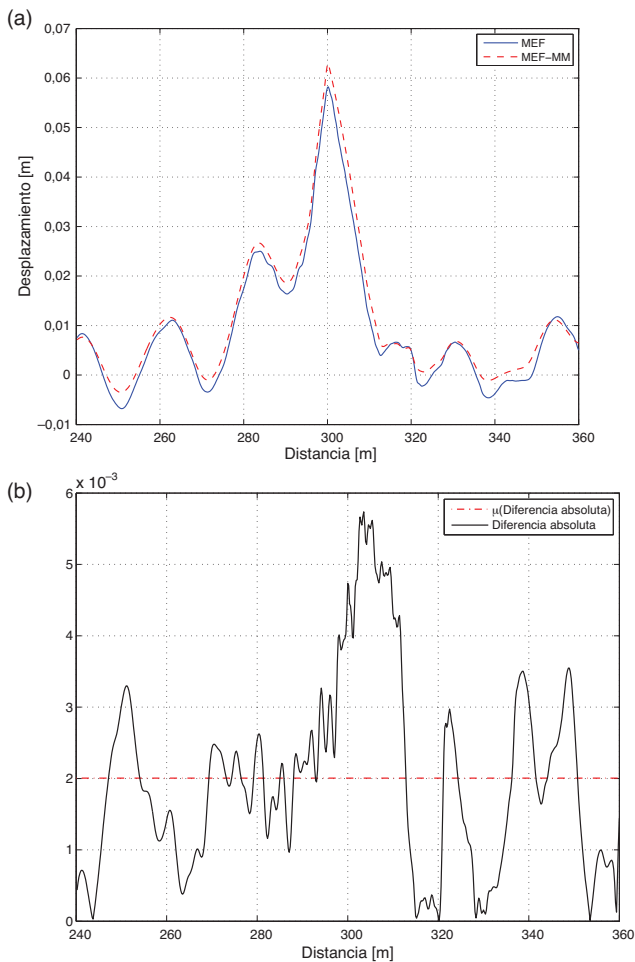 (a)
0,07
0,06
0,05
0,04
0,03
0,02
0,01
0
−0,01
Desplazamiento [m]
MEF
MEF−MM
240 260 280 300 320 340 360
Distancia [m]
(b)
6 × 10⁻³
5
4
3
2
1
0
μ(Diferencia absoluta)
Diferencia absoluta
240 260 280 300 320 340 360
Distancia [m]